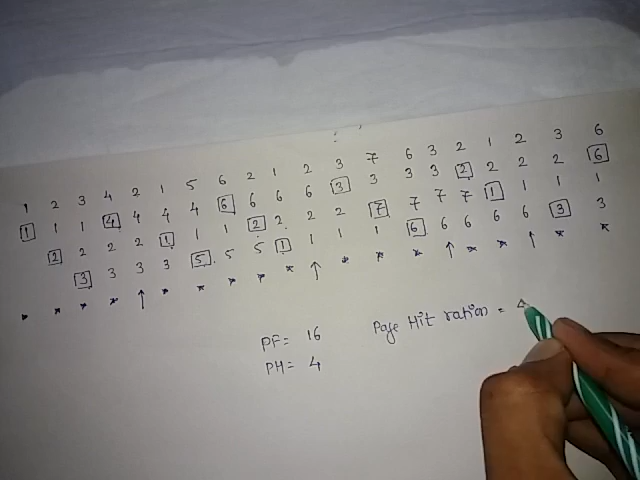 1 2 3 4 2 1 5 6 2 1 2 3 7 6 3 2 1 2 3 6
1 1 1 4 4 4 4 6 6 6 6 3 3 3 3 2 2 2 2 6
2 2 2 2 1 1 1 2 2 2 2 7 7 7 7 1 1 1 1
3 3 3 3 5 5 5 1 1 1 1 6 6 6 6 6 3 3
* * * * ↑ * * * * * ↑ * * * ↑ * * ↑ * *
PF= 16 Page Hit ration = 4
PH= 4